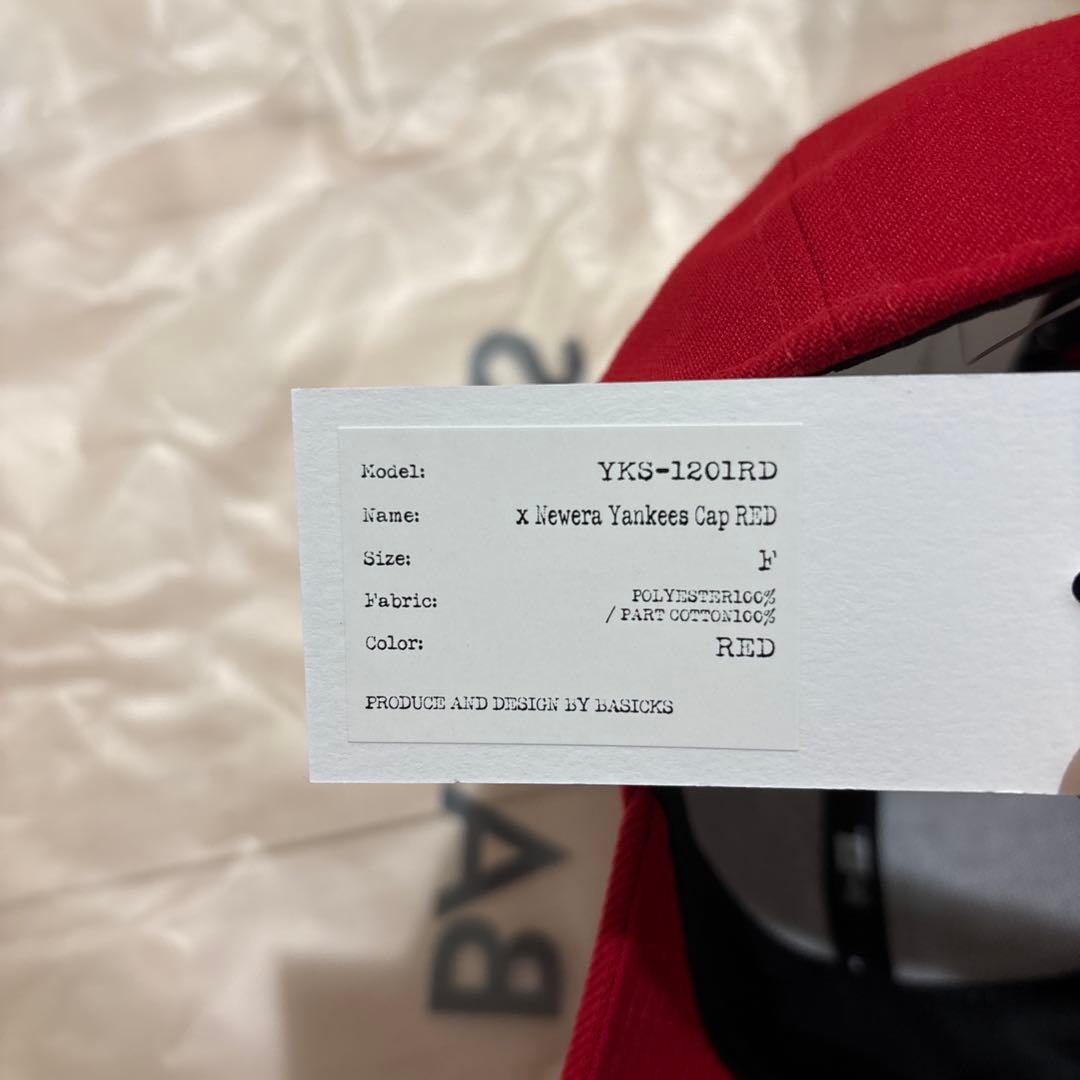 Model: YKS-1201RD
Name: x Newera Yankees Cap RED
Size: F
Fabric: POLYESTER100%
/ PART COTTON100%
Color: RED
PRODUCE AND DESIGN BY BASICKS
BA